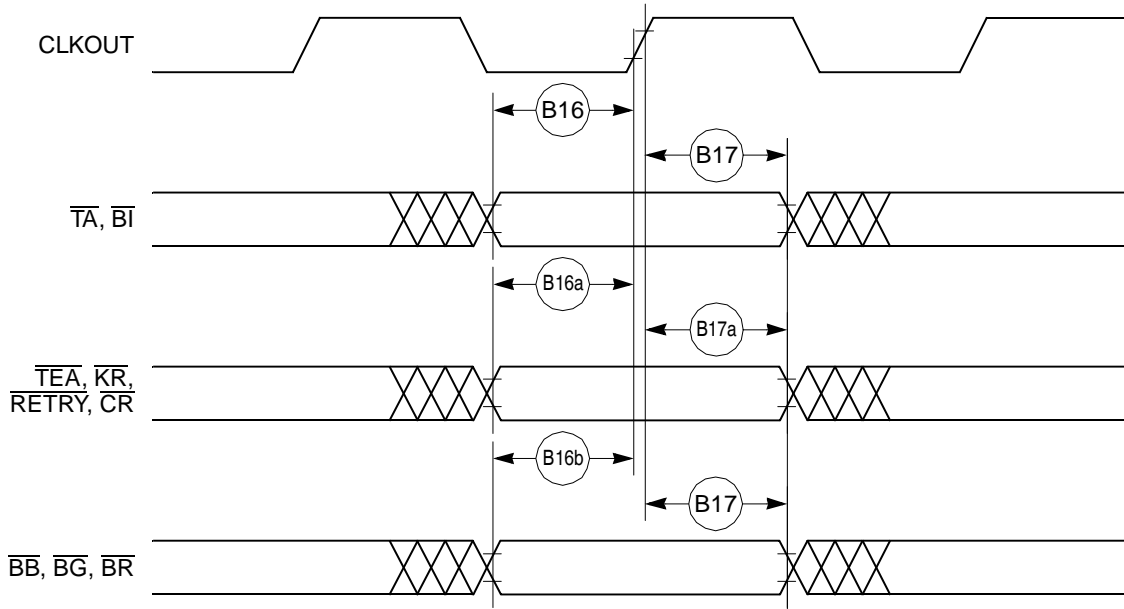 CLKOUT
B16
B17
TA, BI
B16a
B17a
TEA, KR,
RETRY, CR
B16b
B17
BB, BG, BR